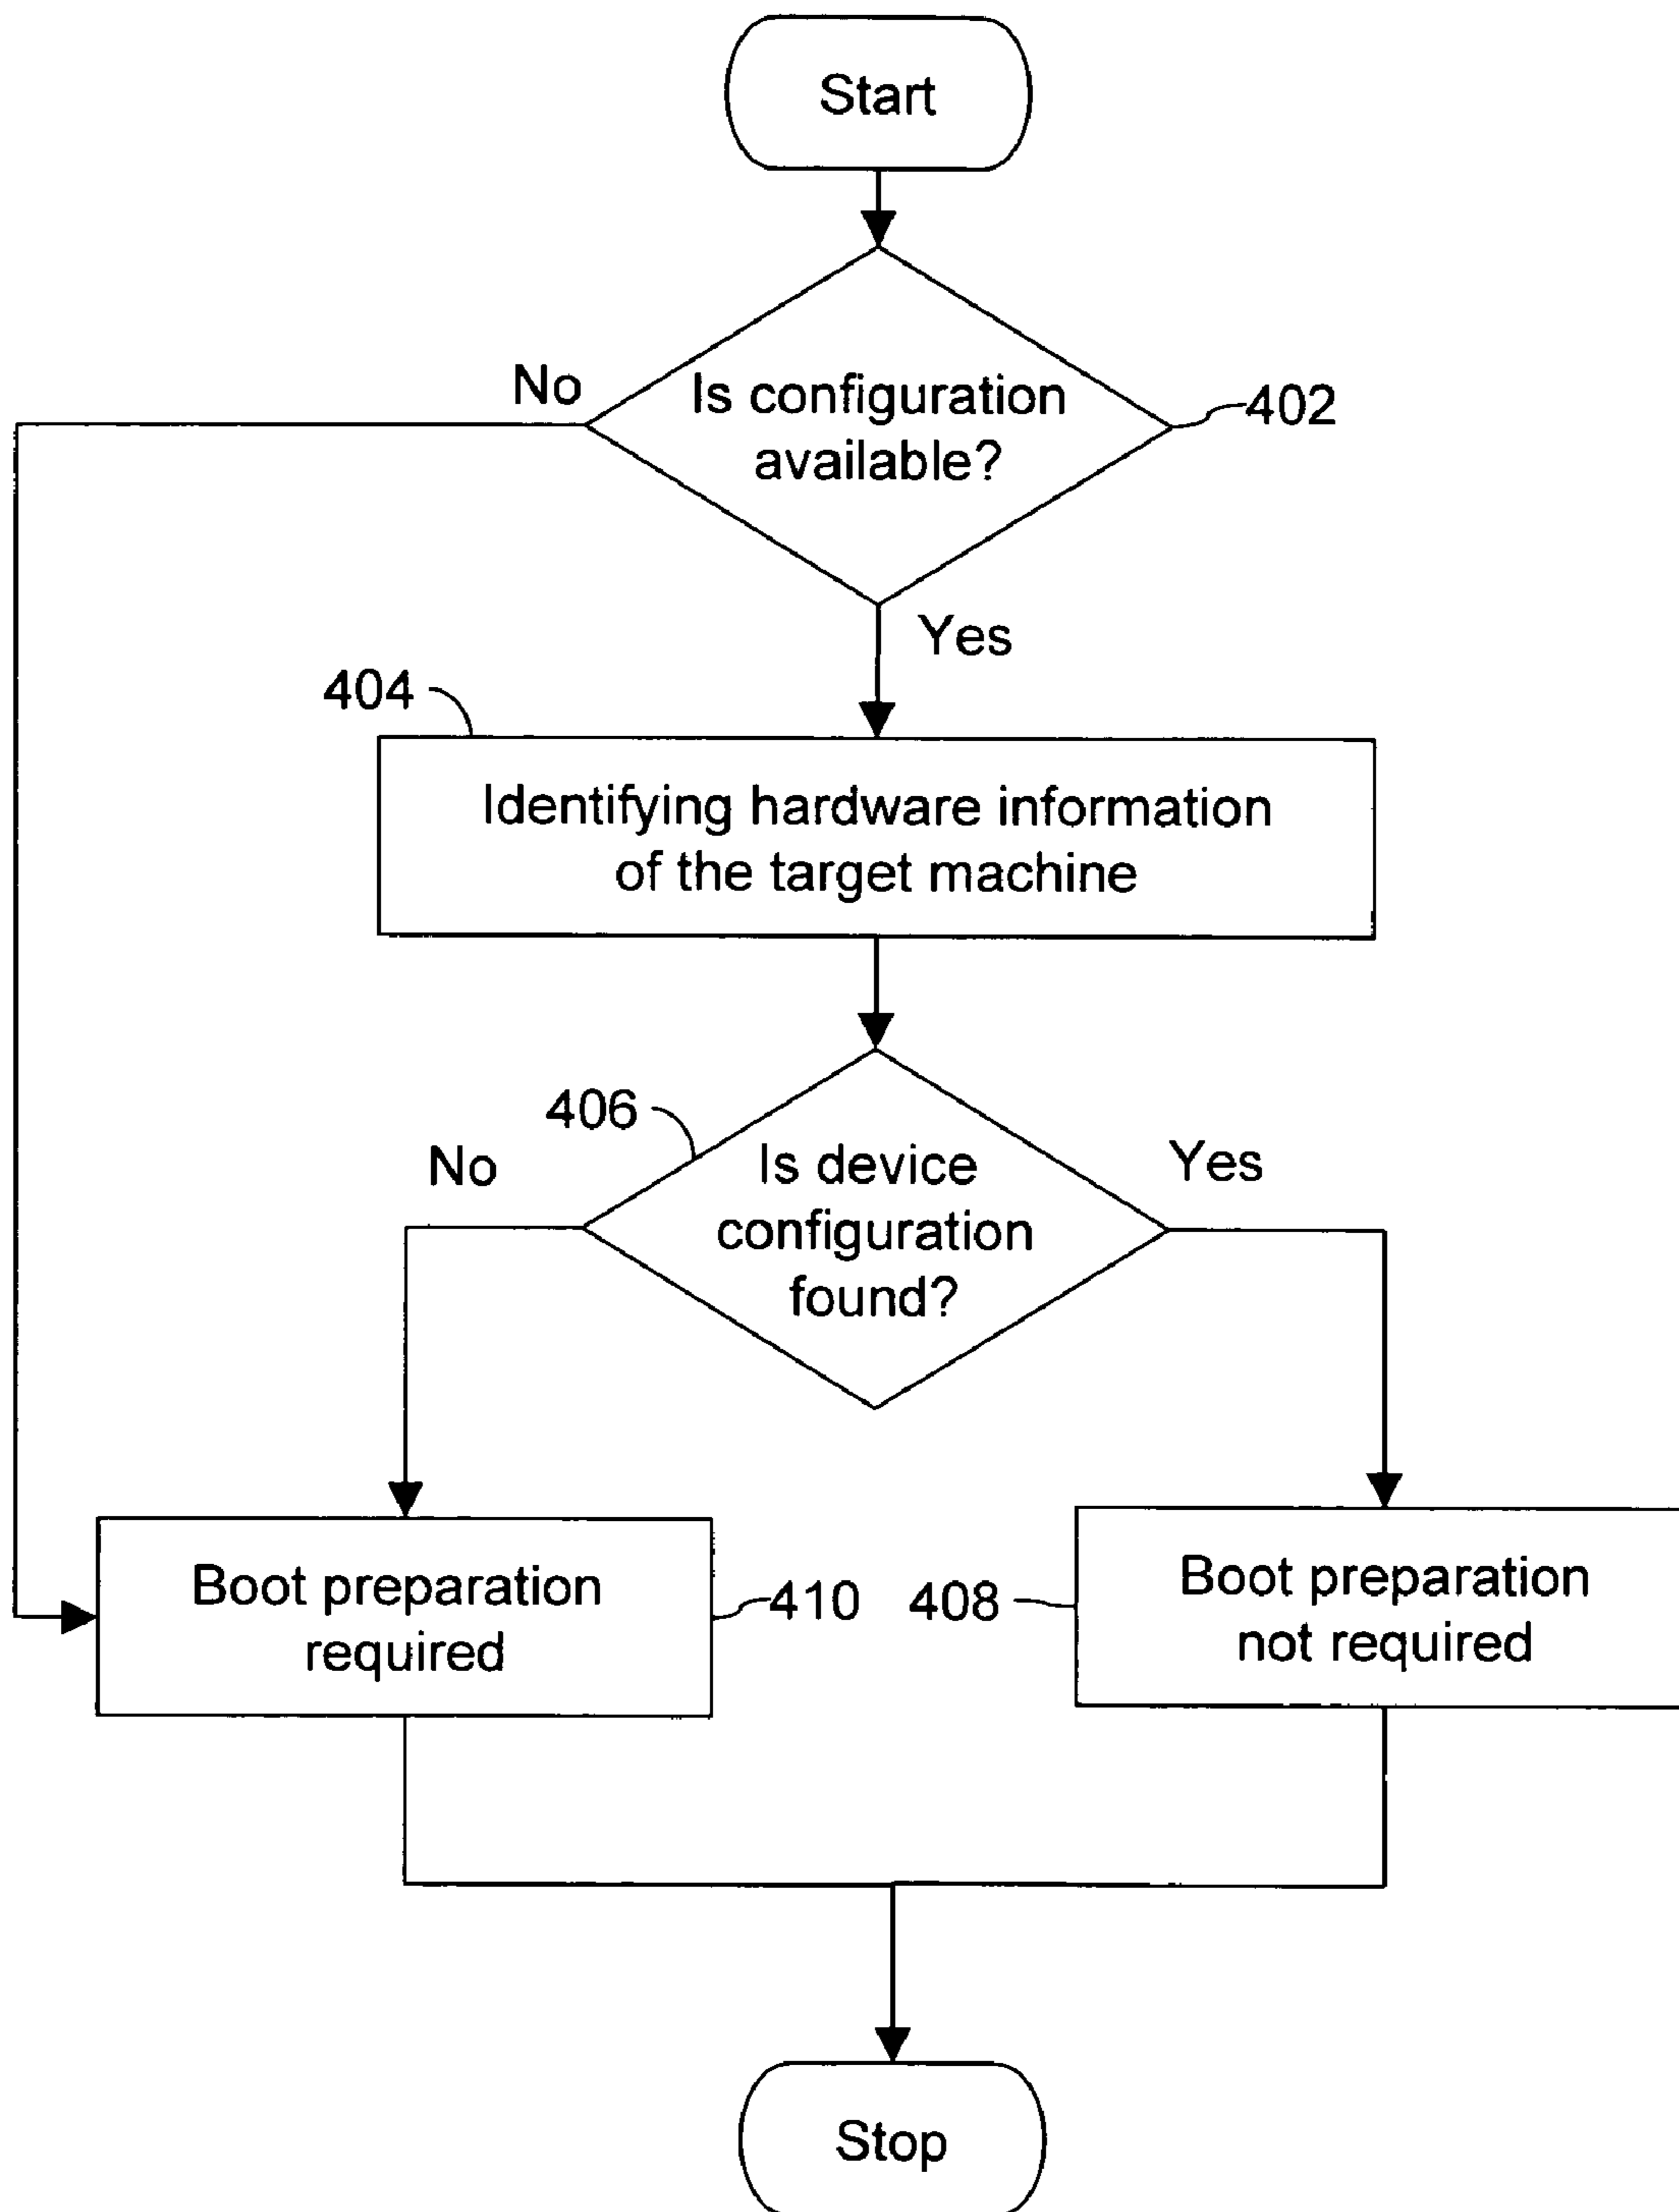 Start
No
Is configuration
available?
402
Yes
404
Identifying hardware information
of the target machine
406
No
Is device
configuration
found?
Yes
Boot preparation
required
410
408
Boot preparation
not required
Stop